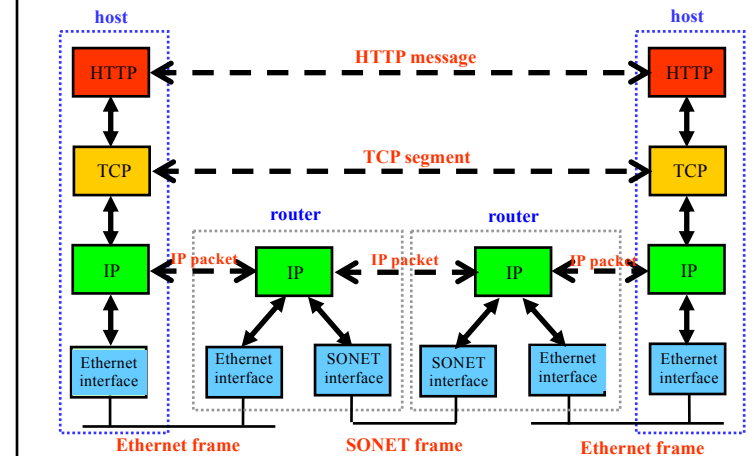 host
host
HTTP
HTTP message
HTTP
TCP
TCP segment
TCP
router
router
IP
IP packet
IP
IP packet
IP
IP packet
IP
Ethernet
interface
Ethernet
interface
SONET
interface
SONET
interface
Ethernet
interface
Ethernet
interface
Ethernet frame
SONET frame
Ethernet frame